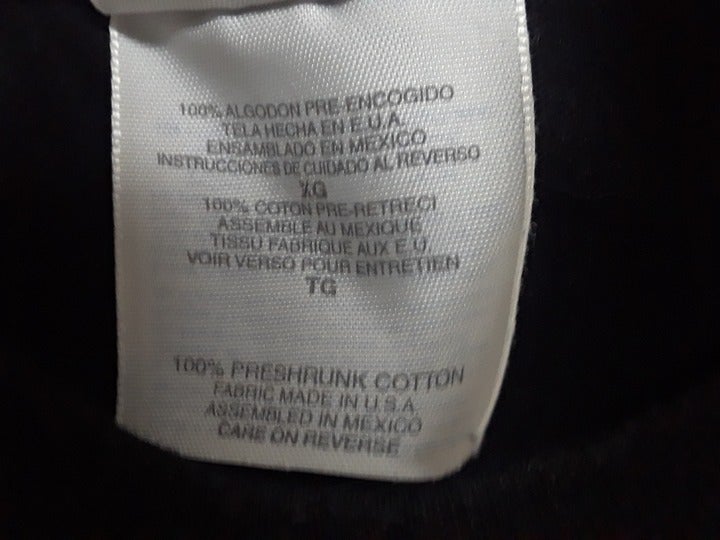 100% ALGODON PRE-ENCOGIDO
TELA HECHA EN E.U.A.
ENSAMBLADO EN MEXICO
INSTRUCCIONES DE CUIDADO AL REVERSO
XG
100% COTON PRE-RETRECI
ASSEMBLE AU MEXIQUE
TISSU FABRIQUE AUX E.U.
VOIR VERSO POUR ENTRETIEN
TG
100% PRESHRUNK COTTON
FABRIC MADE IN U.S.A
ASSEMBLED IN MEXICO
CARE ON REVERSE